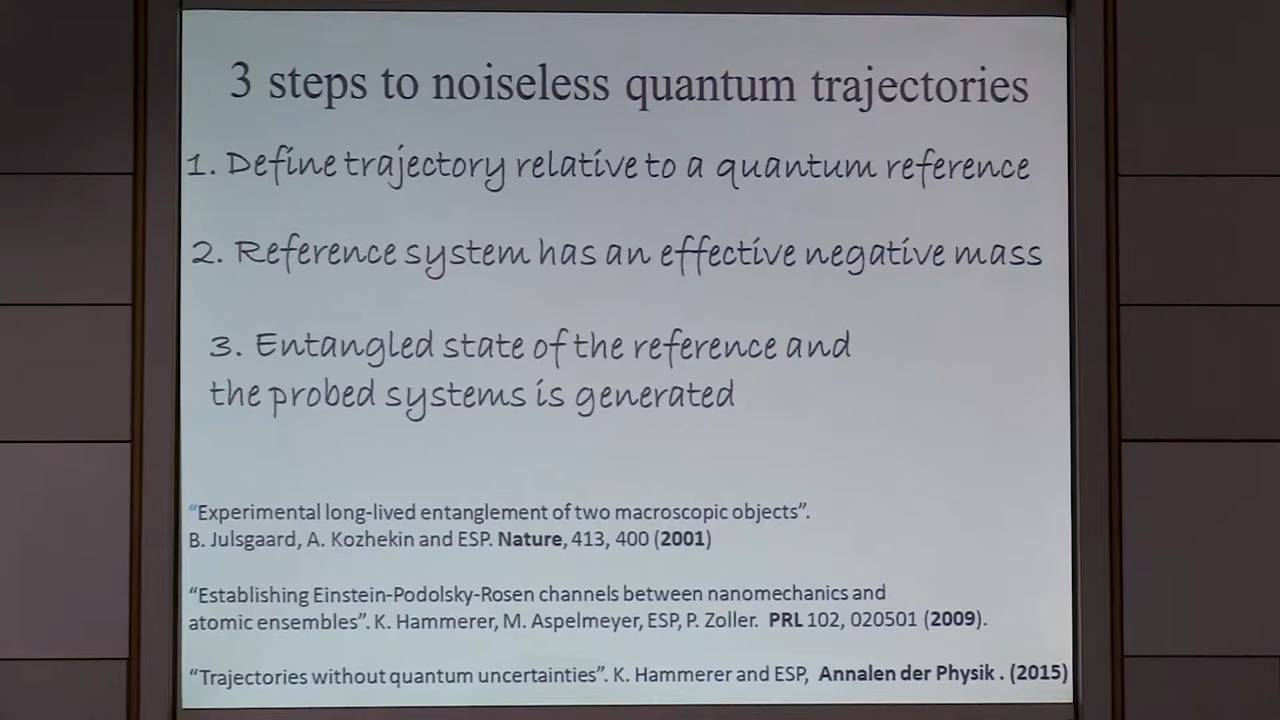 3 steps to noiseless quantum trajectories
1. Define trajectory relative to a quantum reference
2. Reference system has an effective negative mass
3. Entangled state of the reference and
the probed systems is generated
“Experimental long-lived entanglement of two macroscopic objects”.
B. Julsgaard, A. Kozhekin and ESP. Nature, 413, 400 (2001)
“Establishing Einstein-Podolsky-Rosen channels between nanomechanics and
atomic ensembles”. K. Hammerer, M. Aspelmeyer, ESP, P. Zoller. PRL 102, 020501 (2009).
“Trajectories without quantum uncertainties”. K. Hammerer and ESP, Annalen der Physik . (2015)